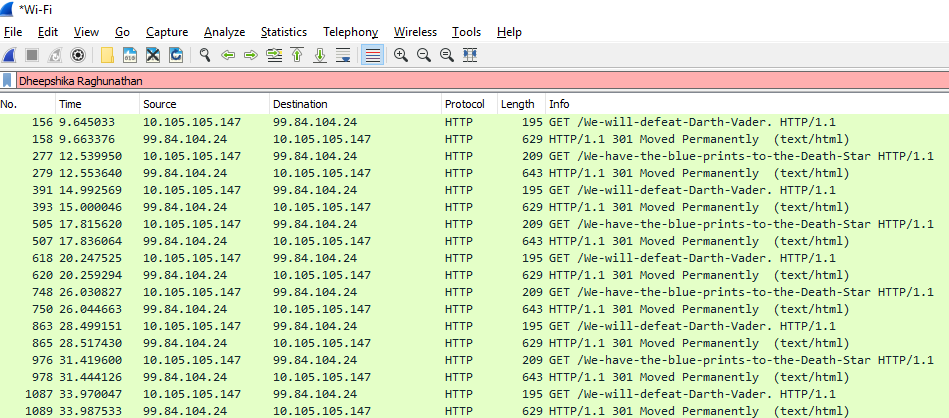 *Wi-Fi
File Edit View Go Capture Analyze Statistics Telephony Wireless Tools Help
Dheepshika Raghunathan
No. Time Source Destination Protocol Length Info
156 9.645033 10.105.105.147 99.84.104.24 HTTP 195 GET /We-will-defeat-Darth-Vader. HTTP/1.1
158 9.663376 99.84.104.24 10.105.105.147 HTTP 629 HTTP/1.1 301 Moved Permanently (text/html)
277 12.539950 10.105.105.147 99.84.104.24 HTTP 209 GET /We-have-the-blue-prints-to-the-Death-Star HTTP/1.1
279 12.553640 99.84.104.24 10.105.105.147 HTTP 643 HTTP/1.1 301 Moved Permanently (text/html)
391 14.992569 10.105.105.147 99.84.104.24 HTTP 195 GET /We-will-defeat-Darth-Vader. HTTP/1.1
393 15.000046 99.84.104.24 10.105.105.147 HTTP 629 HTTP/1.1 301 Moved Permanently (text/html)
505 17.815620 10.105.105.147 99.84.104.24 HTTP 209 GET /We-have-the-blue-prints-to-the-Death-Star HTTP/1.1
507 17.836064 99.84.104.24 10.105.105.147 HTTP 643 HTTP/1.1 301 Moved Permanently (text/html)
618 20.247525 10.105.105.147 99.84.104.24 HTTP 195 GET /We-will-defeat-Darth-Vader. HTTP/1.1
620 20.259294 99.84.104.24 10.105.105.147 HTTP 629 HTTP/1.1 301 Moved Permanently (text/html)
748 26.030827 10.105.105.147 99.84.104.24 HTTP 209 GET /We-have-the-blue-prints-to-the-Death-Star HTTP/1.1
750 26.044663 99.84.104.24 10.105.105.147 HTTP 643 HTTP/1.1 301 Moved Permanently (text/html)
863 28.499151 10.105.105.147 99.84.104.24 HTTP 195 GET /We-will-defeat-Darth-Vader. HTTP/1.1
865 28.517430 99.84.104.24 10.105.105.147 HTTP 629 HTTP/1.1 301 Moved Permanently (text/html)
976 31.419600 10.105.105.147 99.84.104.24 HTTP 209 GET /We-have-the-blue-prints-to-the-Death-Star HTTP/1.1
978 31.444126 99.84.104.24 10.105.105.147 HTTP 643 HTTP/1.1 301 Moved Permanently (text/html)
1087 33.970047 10.105.105.147 99.84.104.24 HTTP 195 GET /We-will-defeat-Darth-Vader. HTTP/1.1
1089 33.987533 99.84.104.24 10.105.105.147 HTTP 629 HTTP/1.1 301 Moved Permanently (text/html)